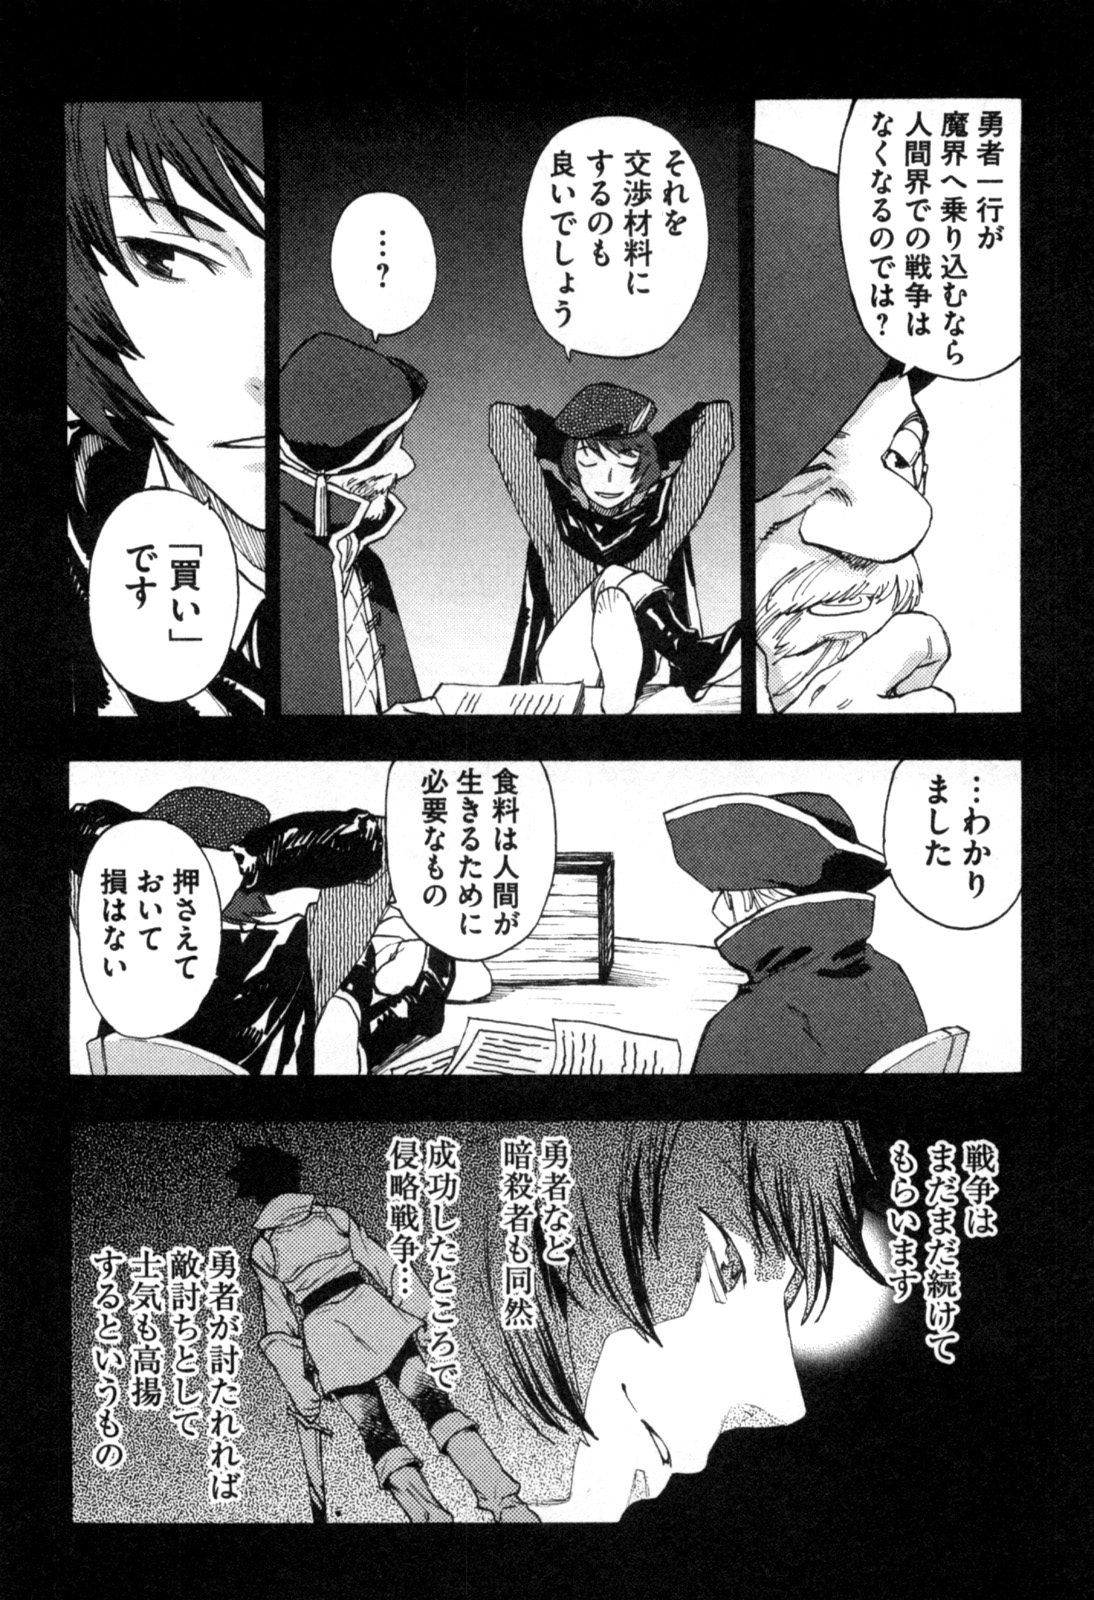 勇者一行が
魔界へ乗り込むなら
人間界での戦争は
なくなるのでは？
それを
交渉材料に
するのも
良いでしょう
…？
「買い」
です
…わかり
ました
食料は人間が
生きるために
必要なもの
押さえて
おいて
損はない
戦争は
まだまだ続けて
もらいます
勇者など
暗殺者も同然
成功したところで
侵略戦争…
勇者が討たれれば
敵討ちとして
士気も高揚
するというもの